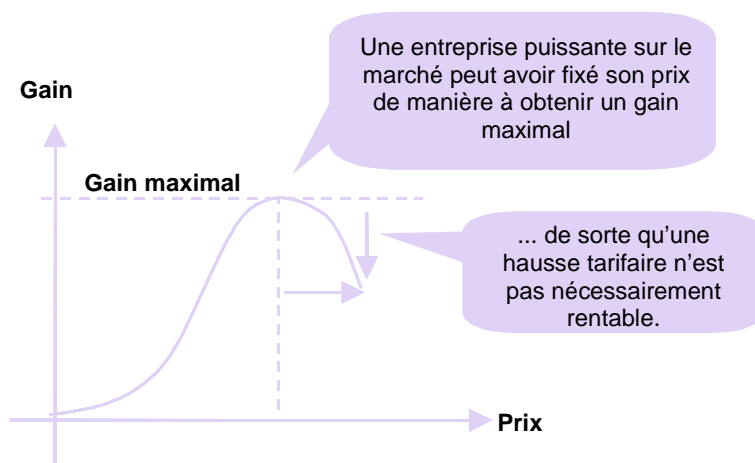 Une entreprise puissante sur le
marché peut avoir fixé son prix
de manière à obtenir un gain
maximal
Gain
Gain maximal
... de sorte qu'une
hausse tarifaire n'est
pas nécessairement
rentable.
Prix